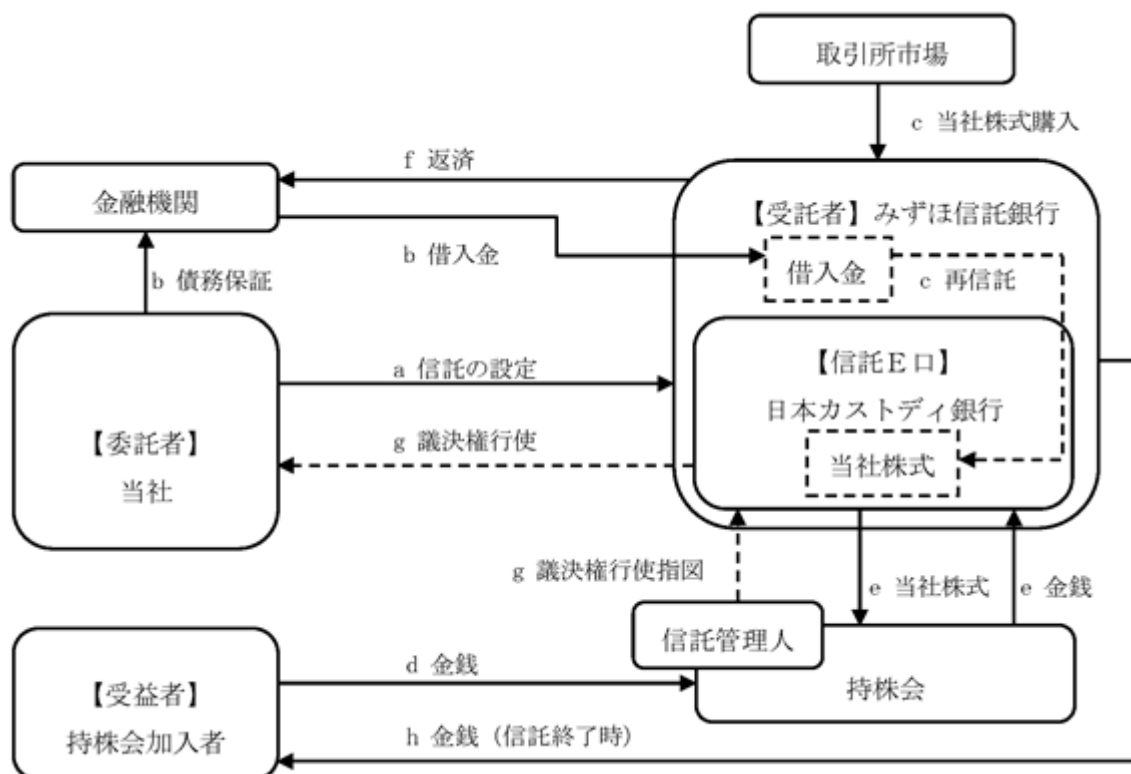 取引所市場
c 当社株式購入
f 返済
金融機関
【受託者】みずほ信託銀行
b 借入金
借入金
c 再信託
b 債務保証
【信託E口】
日本カストディ銀行
a 信託の設定
【委託者】
当社
g 議決権行使
当社株式
g 議決権行使指図
e 当社株式
e 金銭
信託管理人
持株会
d 金銭
【受益者】
持株会加入者
h 金銭（信託終了時）